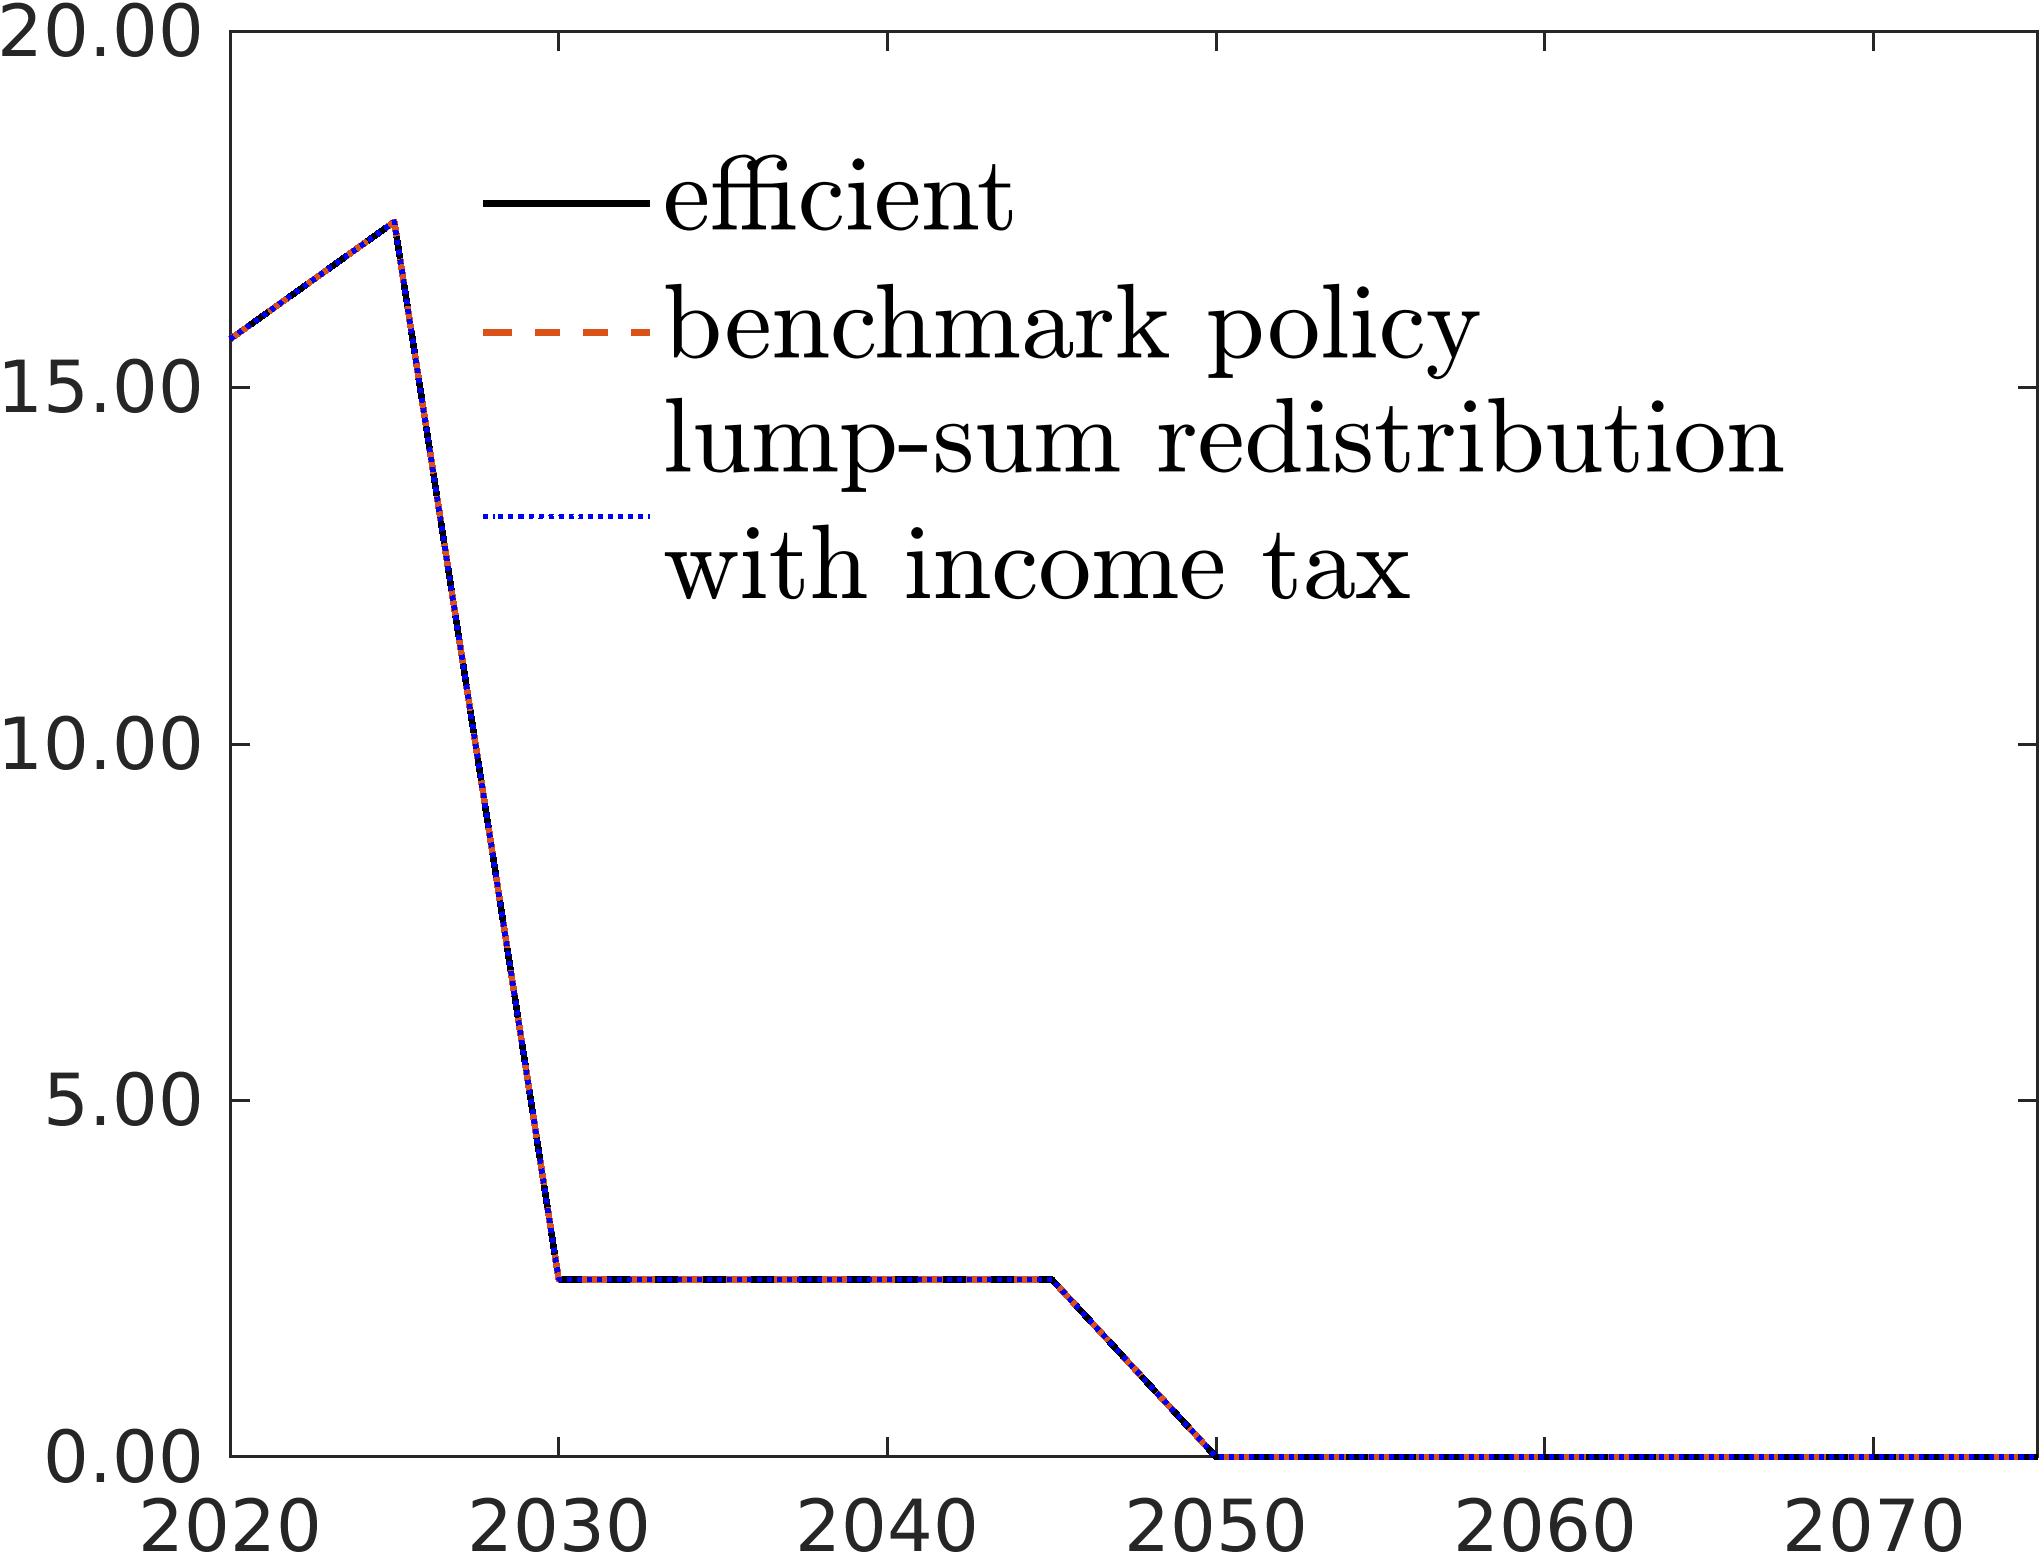 20.00
efficient
benchmark policy
15.00
lump-sum redistribution
with income tax
10.00
5.00
0.00
2020 2030 2040 2050 2060 2070